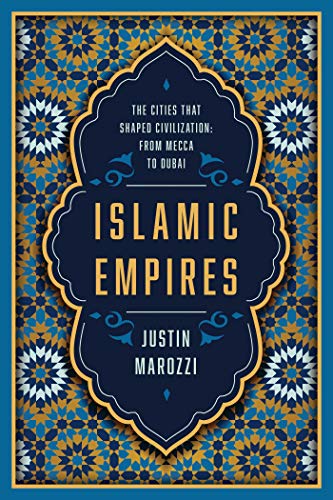 THE CITIES THAT
SHAPED CIVILIZATION:
FROM MECCA
TO DUBAI
ISLAMIC
EMPIRES
JUSTIN
MAROZZI